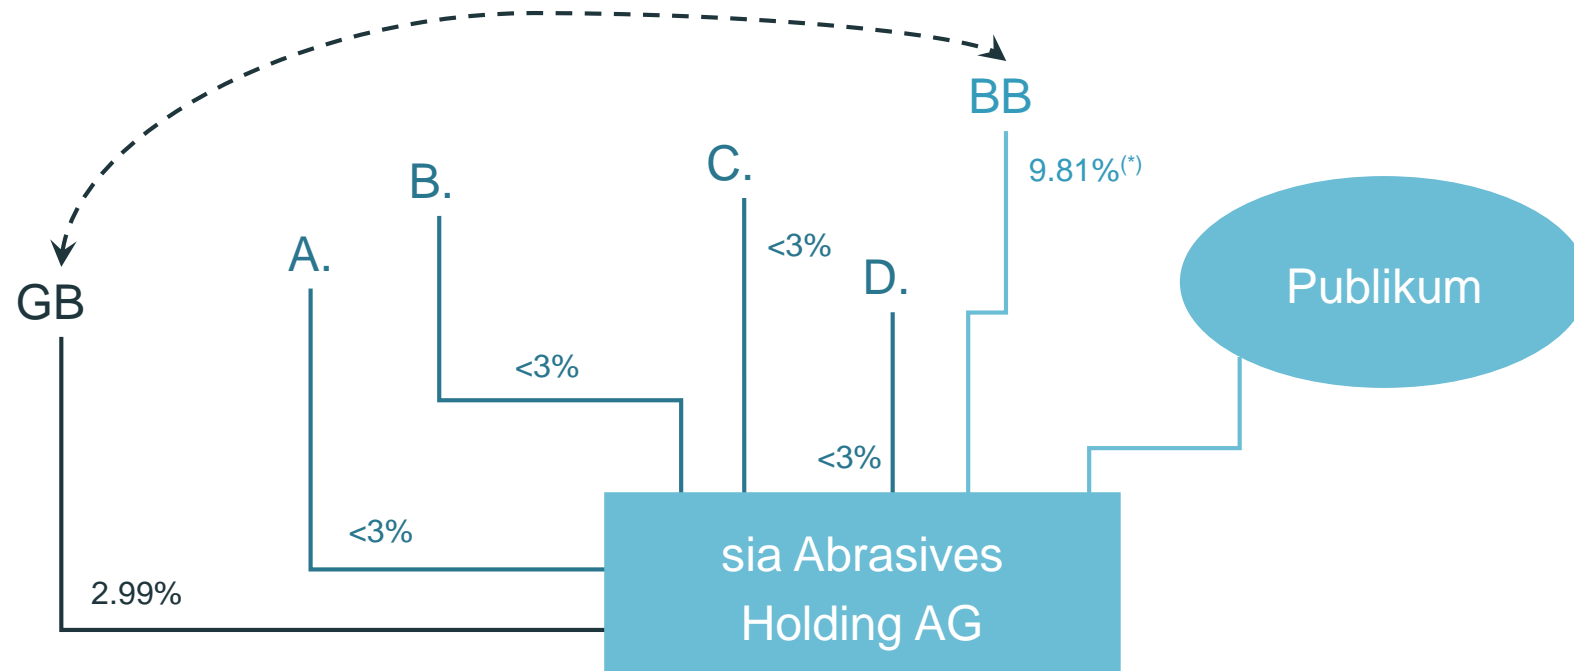 BB
9.81%(*)
C.
B.
<3%
A.
D.
Publikum
GB
<3%
<3%
<3%
2.99%
sia Abrasives
Holding AG